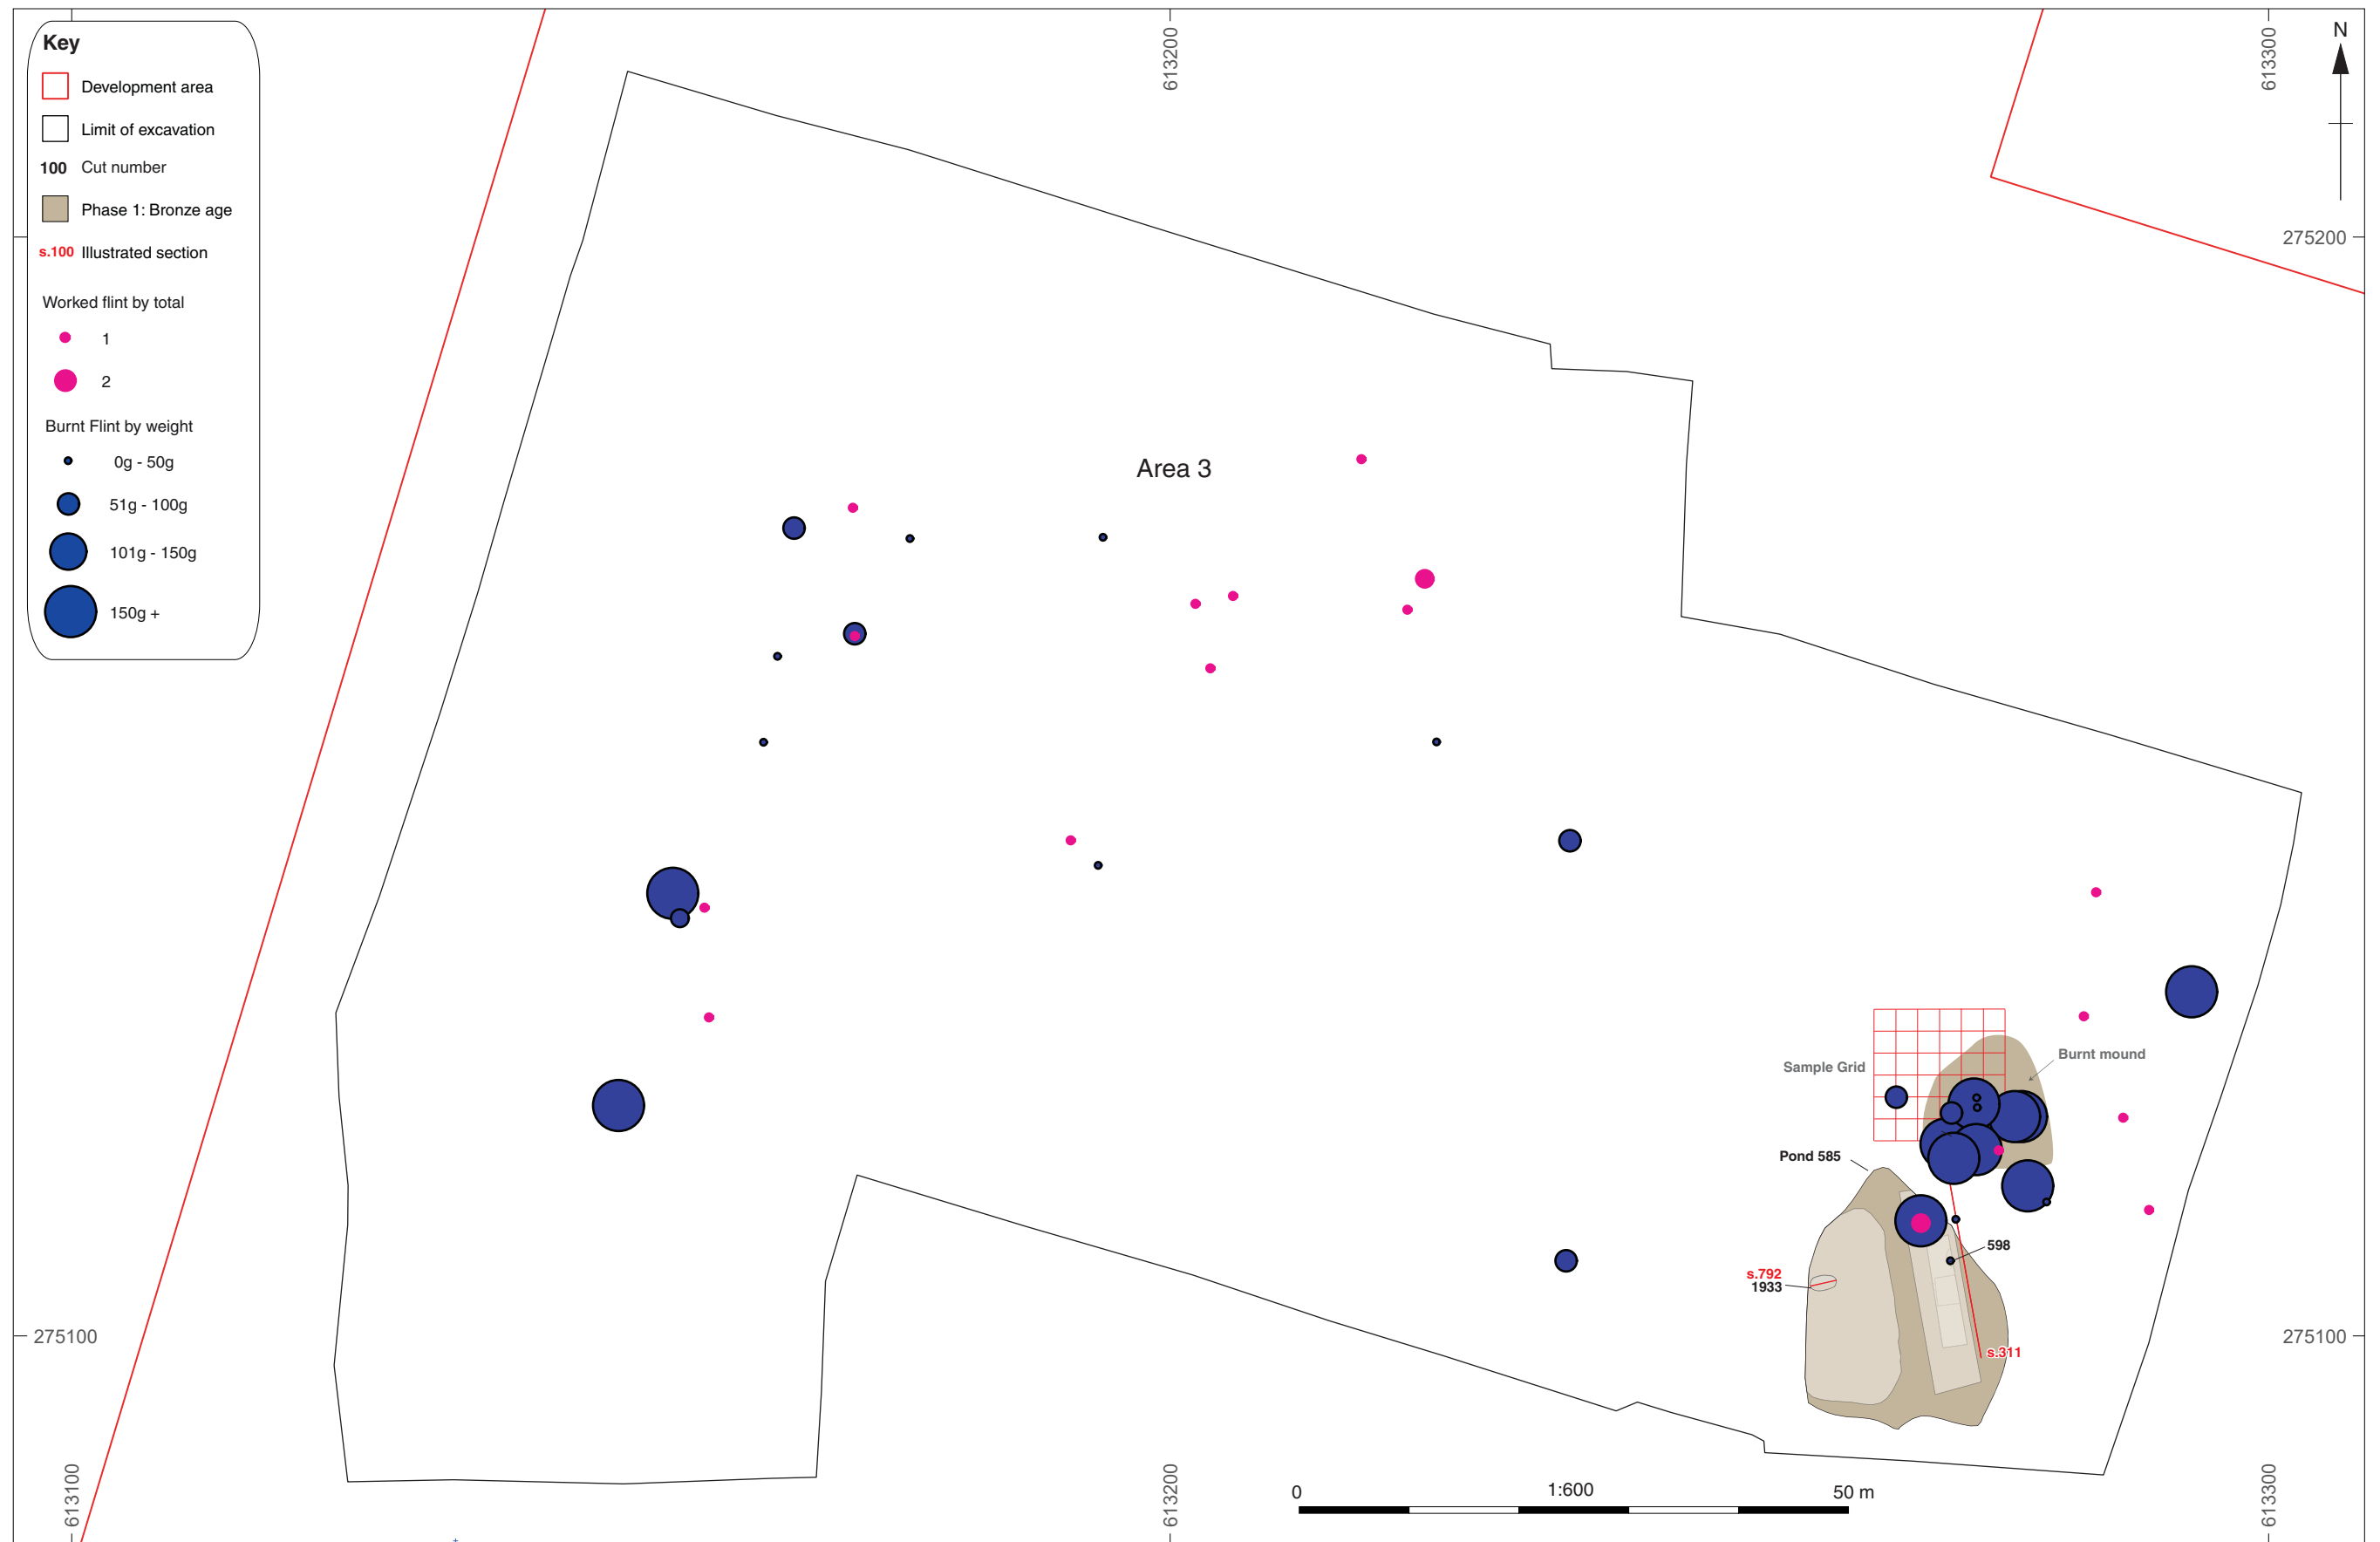 Key
Development area
Limit of excavation
100 Cut number
Phase 1: Bronze age
s.100 Illustrated section
Worked flint by total
1
2
Burnt Flint by weight
0g - 50g
51g - 100g
101g - 150g
150g +
613200
613300
N
275200
Area 3
Sample Grid
Burnt mound
Pond 585
598
s.792
1933
s.311
275100
275100
613100
613200
613300
0
1:600
50 m